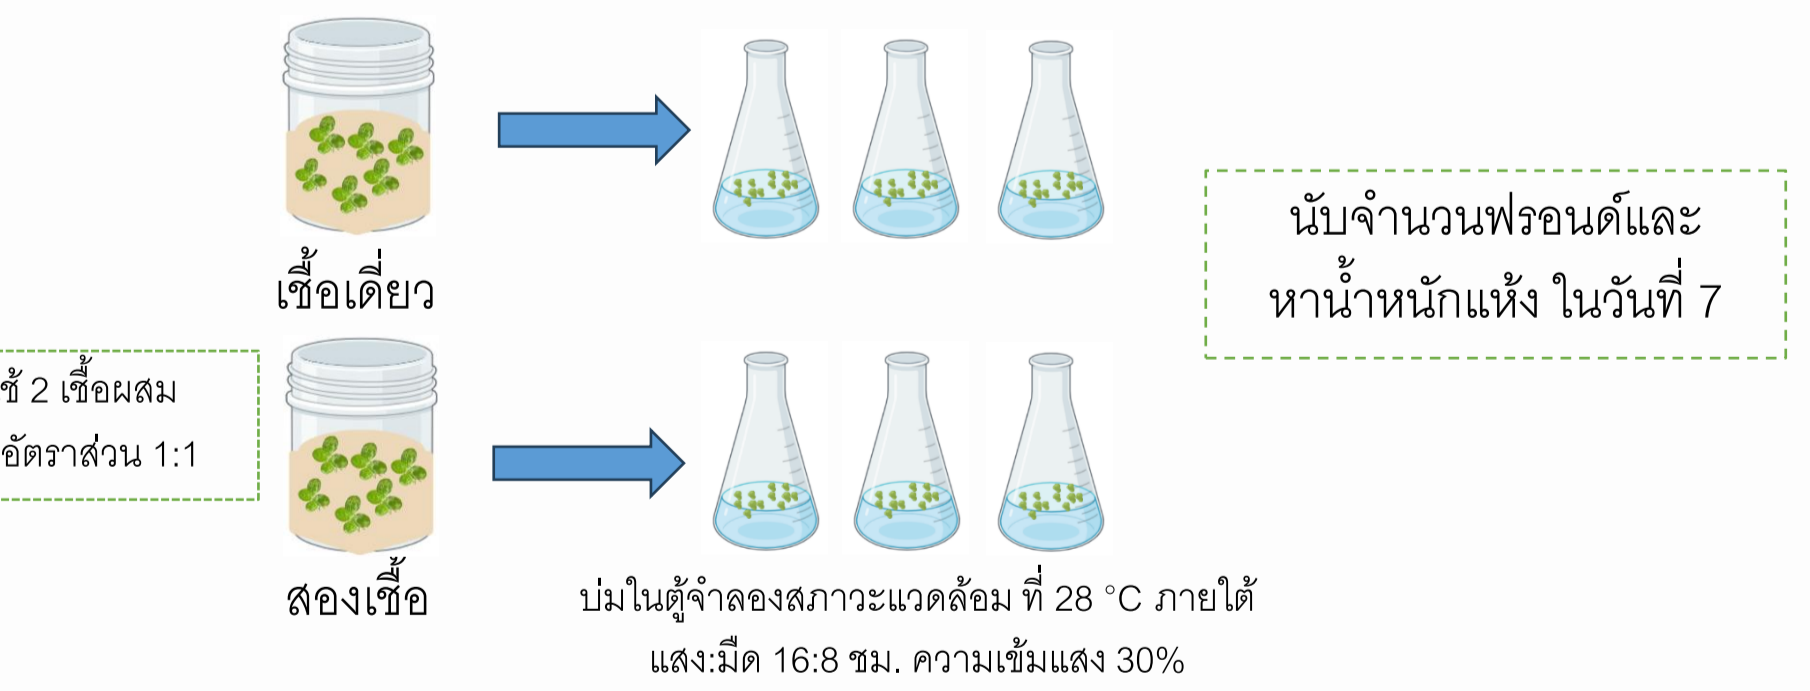 นับจำนวนฟรอนด์และ
หาน้ำหนักแห้ง ในวันที่ 7
เชื้อเดี่ยว
2 เชื้อผสม
อัตราส่วน 1:1
สองเชื้อ
บ่มในตู้จำลองสภาวะแวดล้อม ที่ 28 °C ภายใต้
แสง:มืด 16:8 ชม. ความเข้มแสง 30%